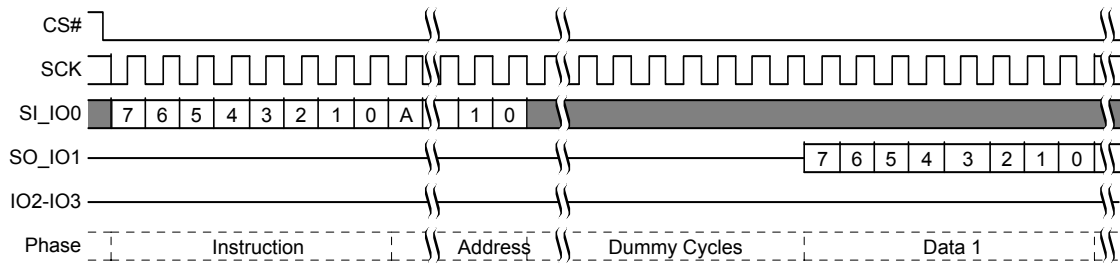 CS#
SCK
SI_IO0 7 6 5 4 3 2 1 0 A 1 0
SO_IO1 7 6 5 4 3 2 1 0
IO2-IO3
Phase Instruction Address Dummy Cycles Data 1